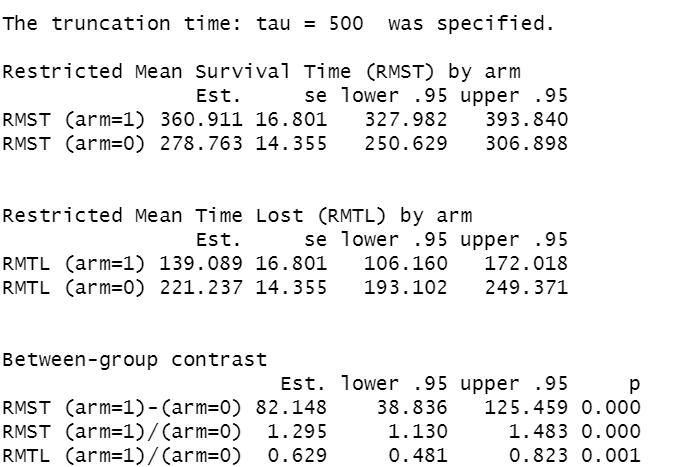 The truncation time: tau = 500  was specified.
Restricted Mean Survival Time (RMST) by arm
Est. se lower .95 upper .95
RMST (arm=1) 360.911 16.801 327.982 393.840
RMST (arm=0) 278.763 14.355 250.629 306.898
Restricted Mean Time Lost (RMTL) by arm
Est. se lower .95 upper .95
RMTL (arm=1) 139.089 16.801 106.160 172.018
RMTL (arm=0) 221.237 14.355 193.102 249.371
Between-group contrast
Est. lower .95 upper .95 p
RMST (arm=1)-(arm=0) 82.148 38.836 125.459 0.000
RMST (arm=1)/(arm=0) 1.295 1.130 1.483 0.000
RMTL (arm=1)/(arm=0) 0.629 0.481 0.823 0.001